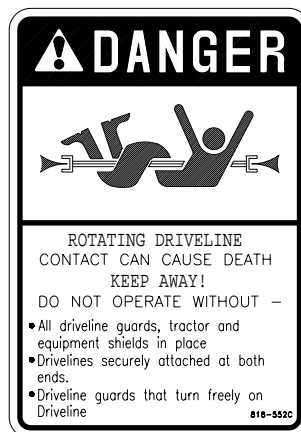 DANGER
ROTATING DRIVELINE
CONTACT CAN CAUSE DEATH
KEEP AWAY!
DO NOT OPERATE WITHOUT –
• All driveline guards, tractor and
equipment shields in place
• Drivelines securely attached at both
ends.
• Driveline guards that turn freely on
Driveline
818-552C